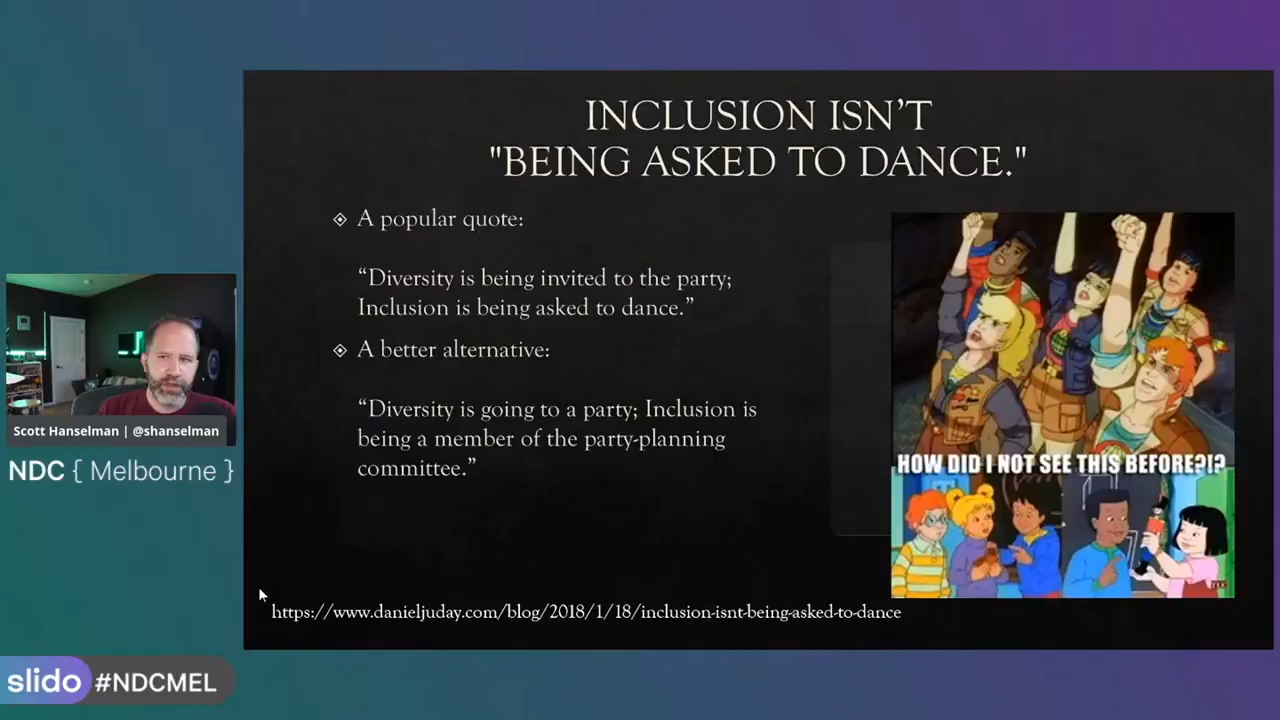 INCLUSION ISN’T
"BEING ASKED TO DANCE."
A popular quote:
“Diversity is being invited to the party;
Inclusion is being asked to dance.”
A better alternative:
“Diversity is going to a party; Inclusion is
being a member of the party-planning
committee.”
HOW DID I NOT SEE THIS BEFORE?!?
https://www.danieljuday.com/blog/2018/1/18/inclusion-isnt-being-asked-to-dance
Scott Hanselman | @shanselman
NDC { Melbourne }
slido #NDCMEL